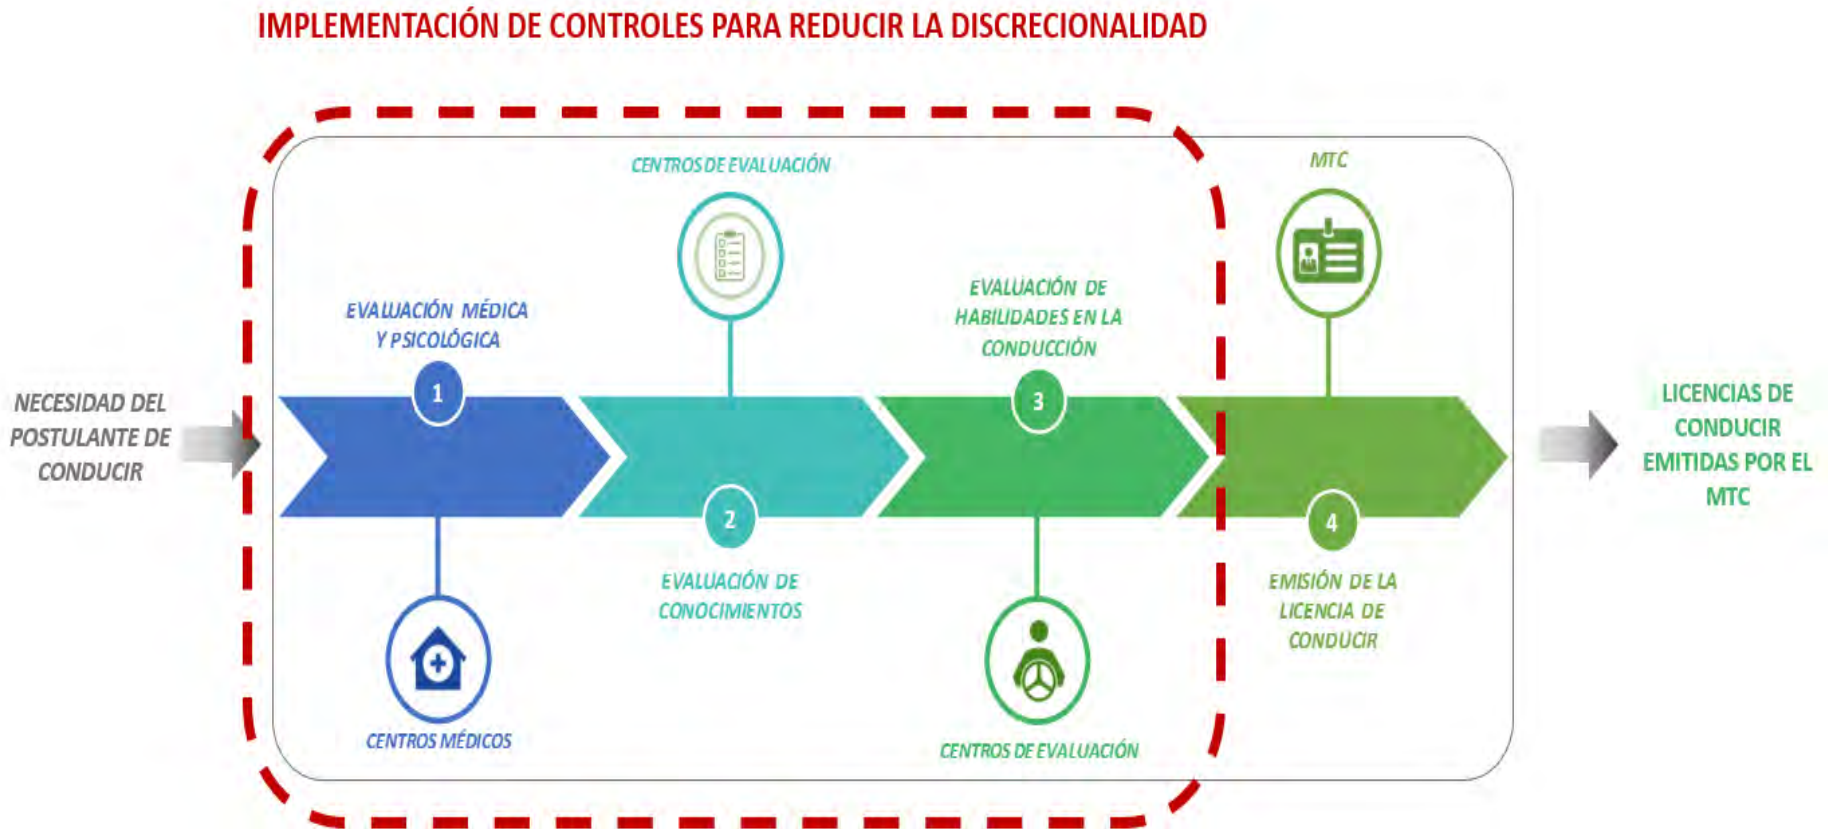 IMPLEMENTACIÓN DE CONTROLES PARA REDUCIR LA DISCRECIONALIDAD
NECESIDAD DEL
POSTULANTE DE
CONDUCIR
EVALUACIÓN MÉDICA
Y PSICOLÓGICA
1
CENTROS MÉDICOS
CENTROS DE EVALUACIÓN
2
EVALUACIÓN DE
CONOCIMIENTOS
EVALUACIÓN DE
HABILIDADES EN LA
CONDUCCIÓN
3
CENTROS DE EVALUACIÓN
MTC
4
EMISIÓN DE LA
LICENCIA DE
CONDUCIR
LICENCIAS DE
CONDUCIR
EMITIDAS POR EL
MTC